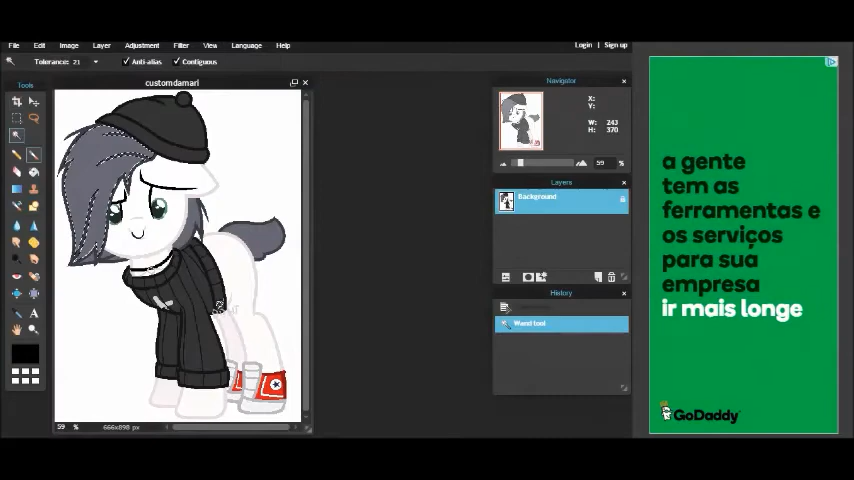 File Edit Image Layer Adjustment Filter View Language Help
Login | Sign up
Tolerance: 21 Anti-alias Contiguous
Tools
customdamari
Navigator
X:
Y:
W: 243
H: 370
59 %
Layers
Background
History
Wand tool
59 % 666x898 px
a gente
tem as
ferramentas e
os serviços
para sua
empresa
ir mais longe
GoDaddy